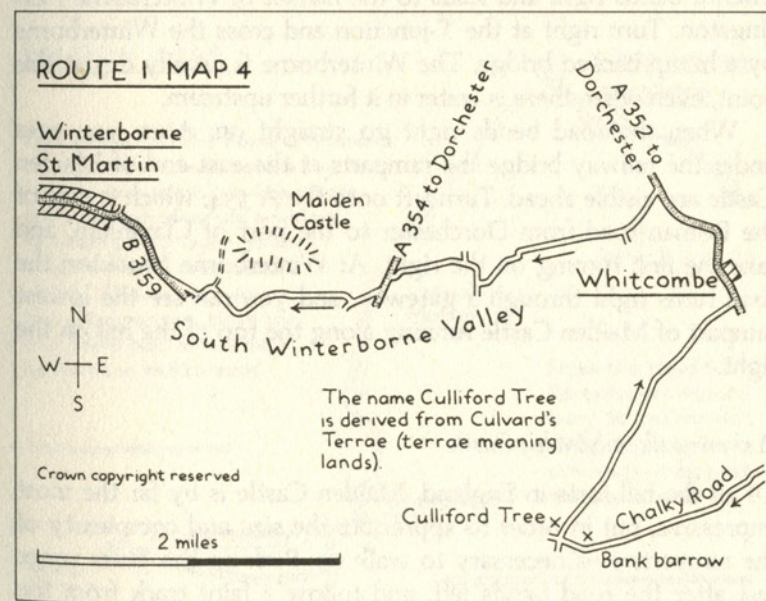 ROUTE MAP 4
Winterborne
St Martin
B 3159
Maiden
Castle
A 354 to Dorchester
A 352 to
Dorchester
Whitcombe
South Winterborne Valley
N
W E
S
The name Culliford Tree
is derived from Culvard's
Terrae (terrae meaning
lands).
Crown copyright reserved
2 miles
Culliford Tree
Chalky Road
Bank barrow